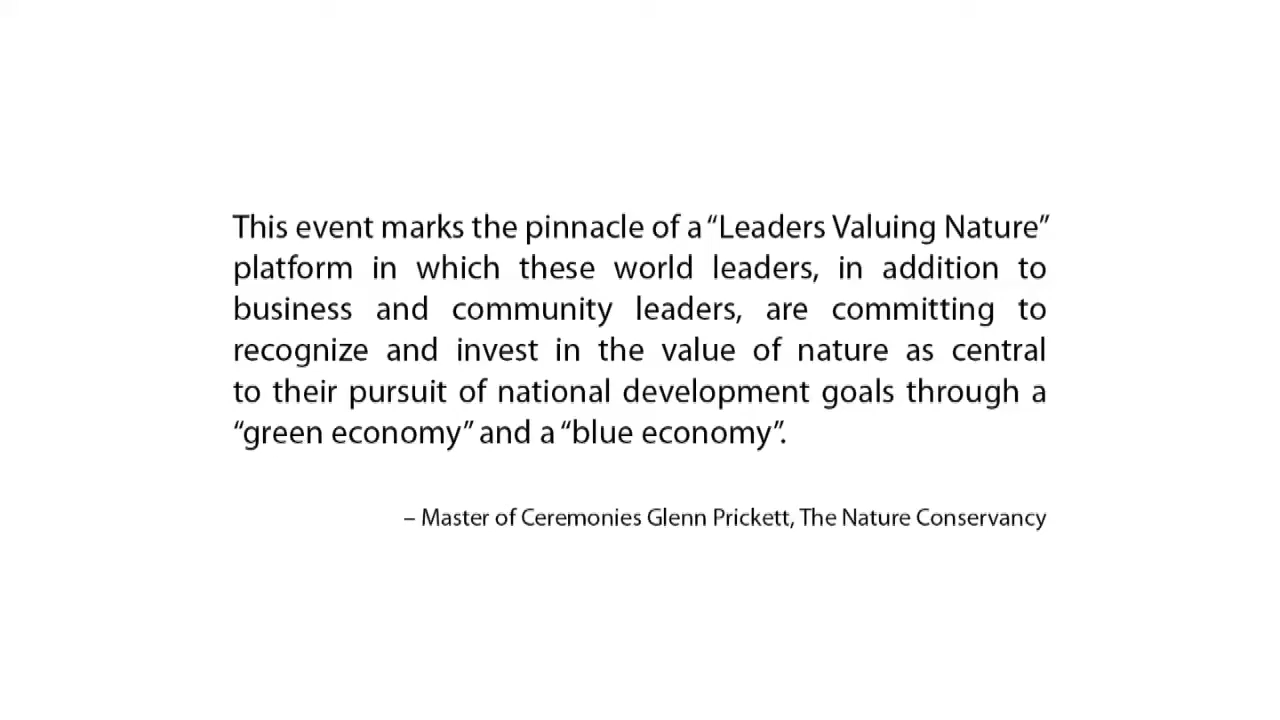 This event marks the pinnacle of a “Leaders Valuing Nature”
platform in which these world leaders, in addition to
business and community leaders, are committing to
recognize and invest in the value of nature as central
to their pursuit of national development goals through a
“green economy” and a “blue economy”.
– Master of Ceremonies Glenn Prickett, The Nature Conservancy